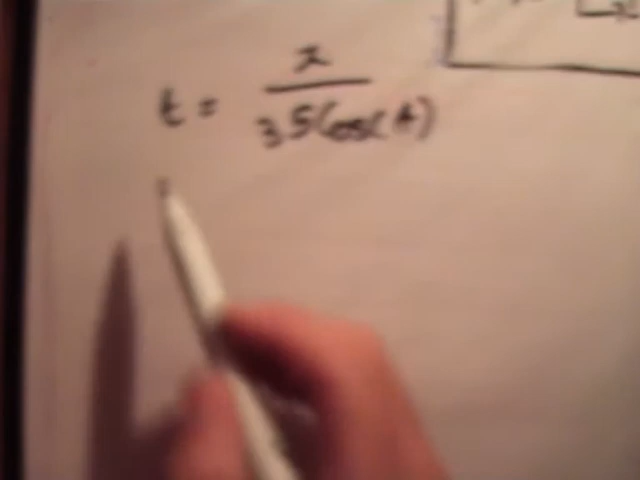 x
t = ―――
35Cos(A)